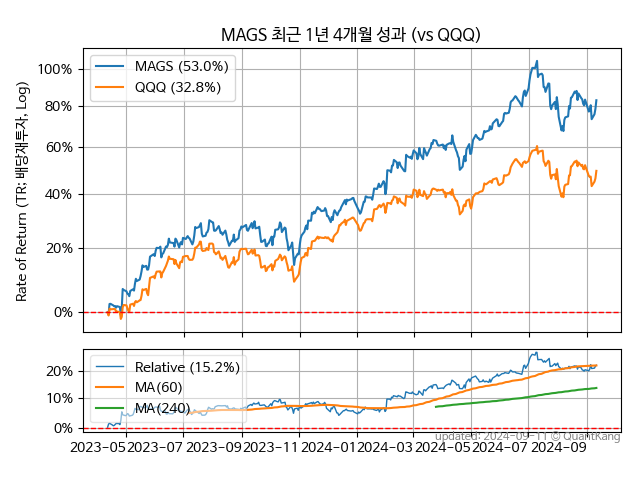 MAGS 최근 1년 4개월 성과 (vs QQQ)
Rate of Return (TR: 배당재투자, Log)
100%
80%
60%
40%
20%
0%
MAGS (53.0%)
QQQ (32.8%)
20%
10%
0%
Relative (15.2%)
MA(60)
MA(240)
2023-05 2023-07 2023-09 2023-11 2024-01 2024-03 2024-05 2024-07 2024-09
updated: 2024-09-11 © QuantKang